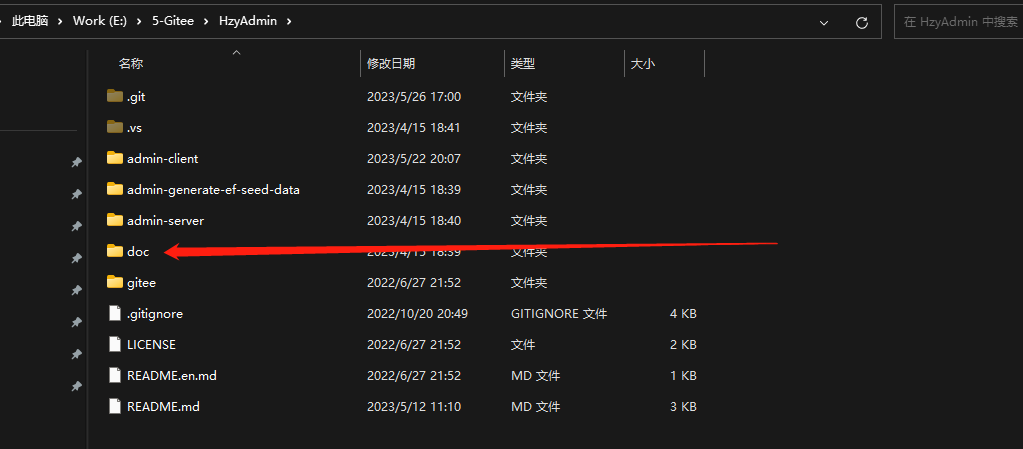 此电脑 > Work (E:) > 5-Gitee > HzyAdmin >
在 HzyAdmin 中搜索
名称 修改日期 类型 大小
.git 2023/5/26 17:00 文件夹
.vs 2023/4/15 18:41 文件夹
admin-client 2023/5/22 20:07 文件夹
admin-generate-ef-seed-data 2023/4/15 18:39 文件夹
admin-server 2023/4/15 18:40 文件夹
doc 2023/4/15 18:39 文件夹
gitee 2022/6/27 21:52 文件夹
.gitignore 2022/10/20 20:49 GITIGNORE 文件 4 KB
LICENSE 2022/6/27 21:52 文件 2 KB
README.en.md 2022/6/27 21:52 MD 文件 1 KB
README.md 2023/5/12 11:10 MD 文件 3 KB